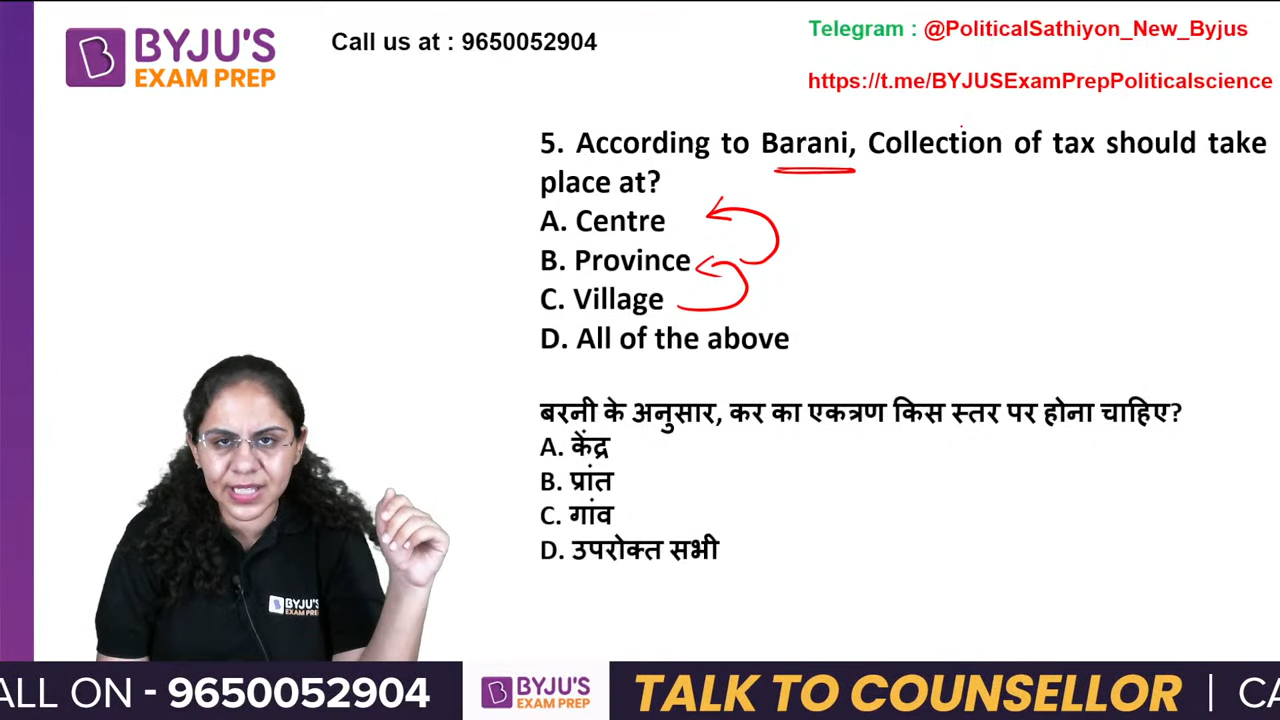 BYJU'S
EXAM PREP
Call us at : 9650052904
Telegram : @PoliticalSathiyon_New_Byjus
https://t.me/BYJUSExamPrepPoliticalscience
5. According to Barani, Collection of tax should take
place at?
A. Centre
B. Province
C. Village
D. All of the above
बरनी के अनुसार, कर का एकत्रण किस स्तर पर होना चाहिए?
A. केंद्र
B. प्रांत
C. गांव
D. उपरोक्त सभी
BYJU'S
EXAM PREP
ALL ON - 9650052904
BYJU'S
EXAM PREP
TALK TO COUNSELLOR | CA